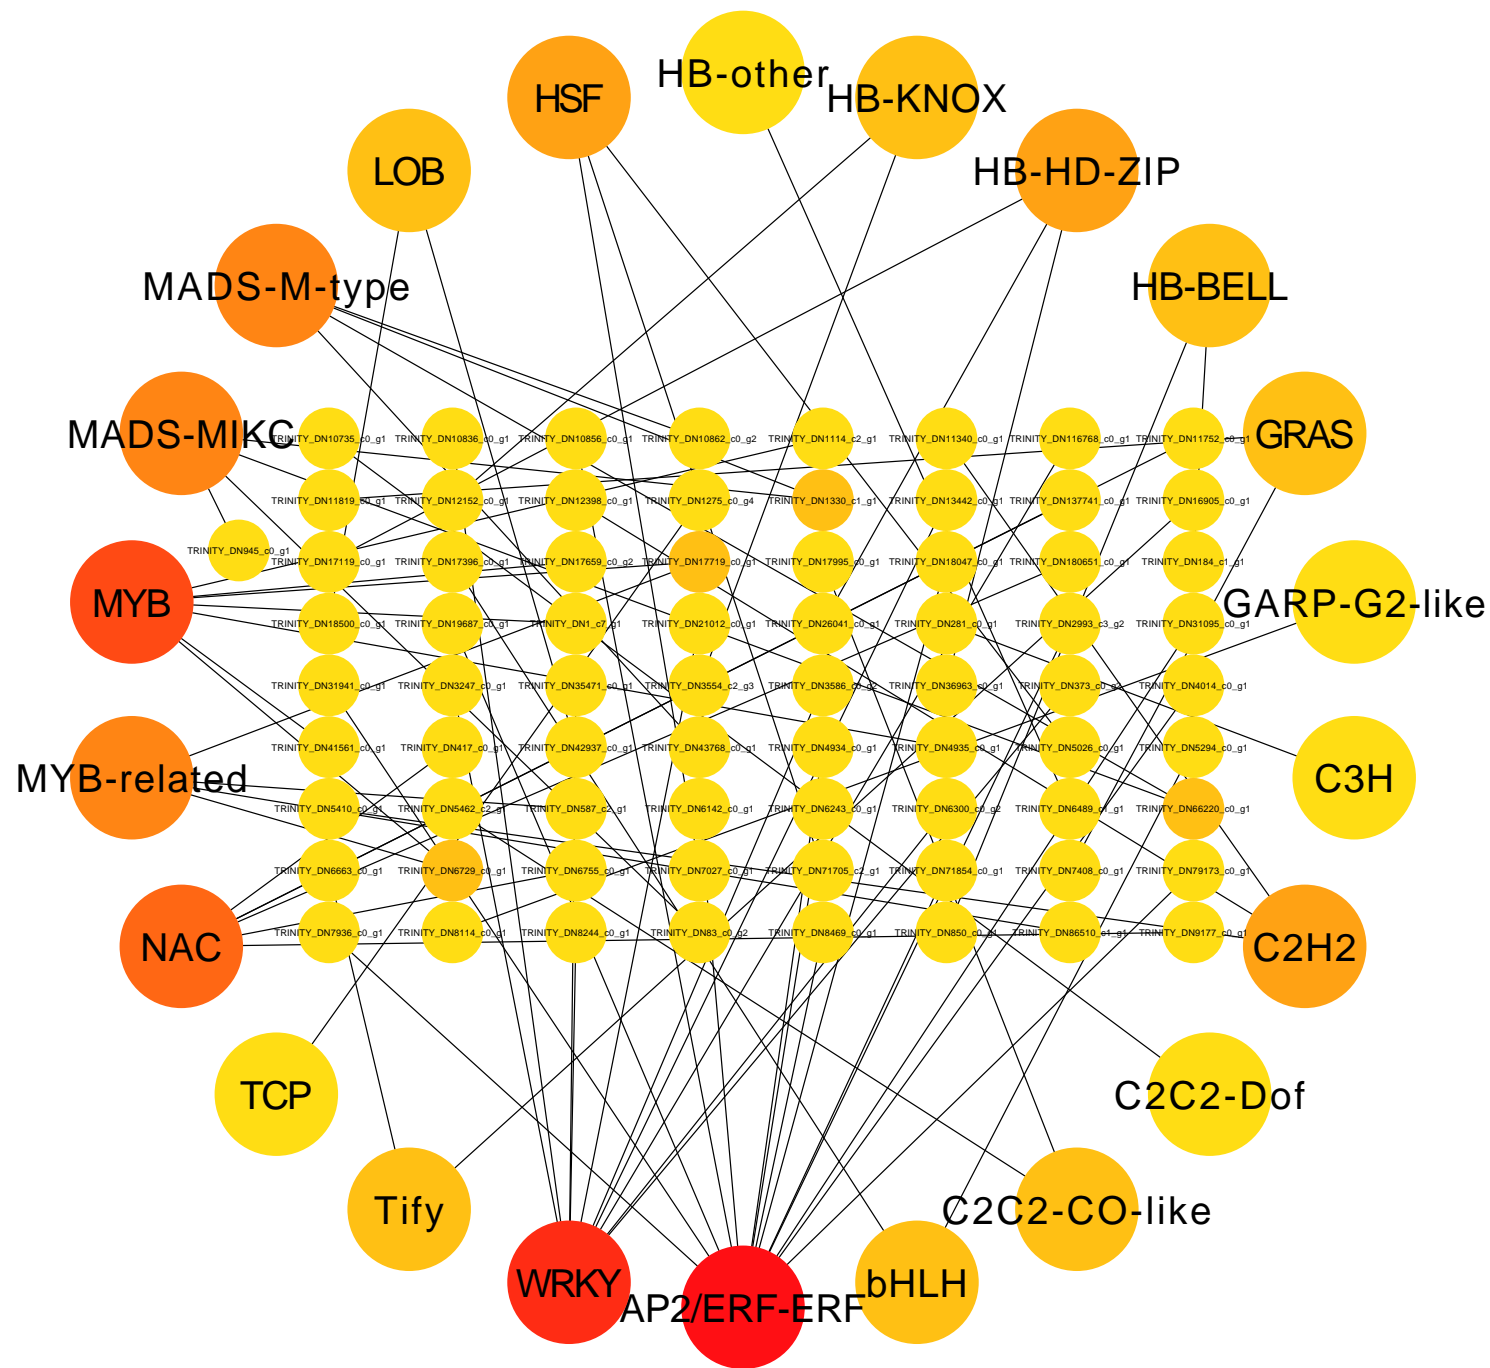 HB-other
HSF
HB-KNOX
LOB
HB-HD-ZIP
MADS-M-type
HB-BELL
MADS-MIKC
GRAS
TRINITY_DN10735_c0_g1 TRINITY_DN10836_c0_g1 TRINITY_DN10856_c0_g1 TRINITY_DN10862_c0_g2 TRINITY_DN1114_c2_g1 TRINITY_DN11340_c0_g1 TRINITY_DN116768_c0_g1 TRINITY_DN11752_c0_g1
TRINITY_DN11819_c0_g1 TRINITY_DN12152_c0_g1 TRINITY_DN12398_c0_g1 TRINITY_DN1275_c0_g4 TRINITY_DN1330_c1_g1 TRINITY_DN13442_c0_g1 TRINITY_DN137741_c0_g1 TRINITY_DN16905_c0_g1
TRINITY_DN945_c0_g1
TRINITY_DN17119_c0_g1 TRINITY_DN17396_c0_g1 TRINITY_DN17659_c0_g2 TRINITY_DN17719_c0_g1 TRINITY_DN17995_c0_g1 TRINITY_DN18047_c0_g1 TRINITY_DN180651_c0_g1 TRINITY_DN184_c1_g1
MYB
GARP-G2-like
TRINITY_DN18500_c0_g1 TRINITY_DN19687_c0_g1 TRINITY_DN1_c7_g1 TRINITY_DN21012_c0_g1 TRINITY_DN26041_c0_g1 TRINITY_DN281_c0_g1 TRINITY_DN2993_c3_g2 TRINITY_DN31095_c0_g1
TRINITY_DN31941_c0_g1 TRINITY_DN3247_c0_g1 TRINITY_DN35471_c0_g1 TRINITY_DN3554_c2_g3 TRINITY_DN3586_c0_g2 TRINITY_DN36963_c0_g1 TRINITY_DN4014_c0_g1
TRINITY_DN41561_c0_g1 TRINITY_DN417_c0_g1 TRINITY_DN42937_c0_g1 TRINITY_DN43768_c0_g1 TRINITY_DN4934_c0_g1 TRINITY_DN4935_c0_g1 TRINITY_DN5026_c0_g1 TRINITY_DN5294_c0_g1
MYB-related
C3H
TRINITY_DN5410_c0_g1 TRINITY_DN5462_c2_g1 TRINITY_DN587_c2_g1 TRINITY_DN6142_c0_g1 TRINITY_DN6243_c0_g1 TRINITY_DN6300_c0_g2 TRINITY_DN66220_c0_g1
TRINITY_DN6663_c0_g1 TRINITY_DN6729_c0_g1 TRINITY_DN6755_c0_g1 TRINITY_DN7027_c0_g1 TRINITY_DN71705_c2_g1 TRINITY_DN71854_c0_g1 TRINITY_DN7408_c0_g1 TRINITY_DN79173_c0_g1
TRINITY_DN7936_c0_g1 TRINITY_DN8114_c0_g1 TRINITY_DN8244_c0_g1 TRINITY_DN83_c0_g2 TRINITY_DN8469_c0_g1 TRINITY_DN850_c0_g1 TRINITY_DN9177_c0_g1
NAC
C2H2
TCP
C2C2-Dof
Tify
C2C2-CO-like
WRKY
bHLH
AP2/ERF-ERF